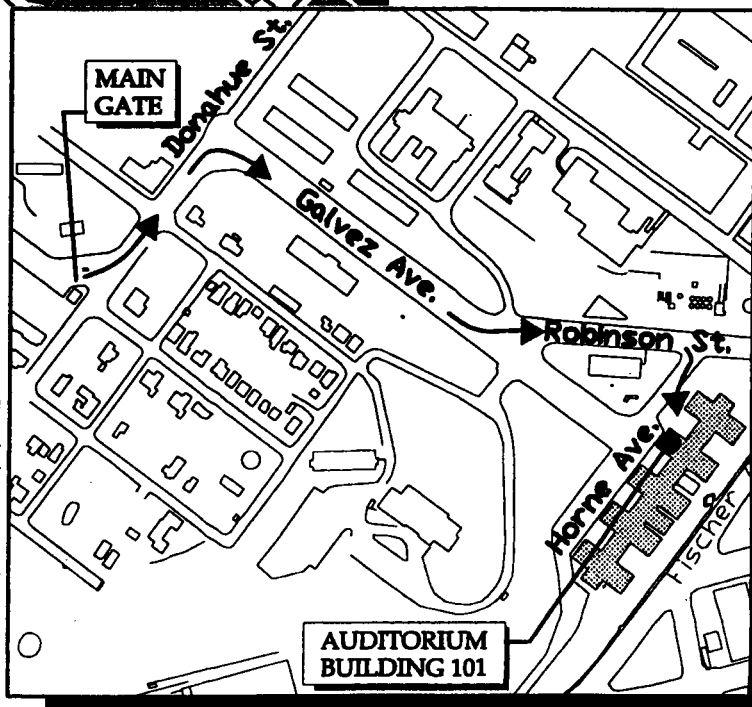 MAIN
GATE
Donahue St.
Galvez Ave.
Robinson St.
Horne Ave.
Fischer
AUDITORIUM
BUILDING 101